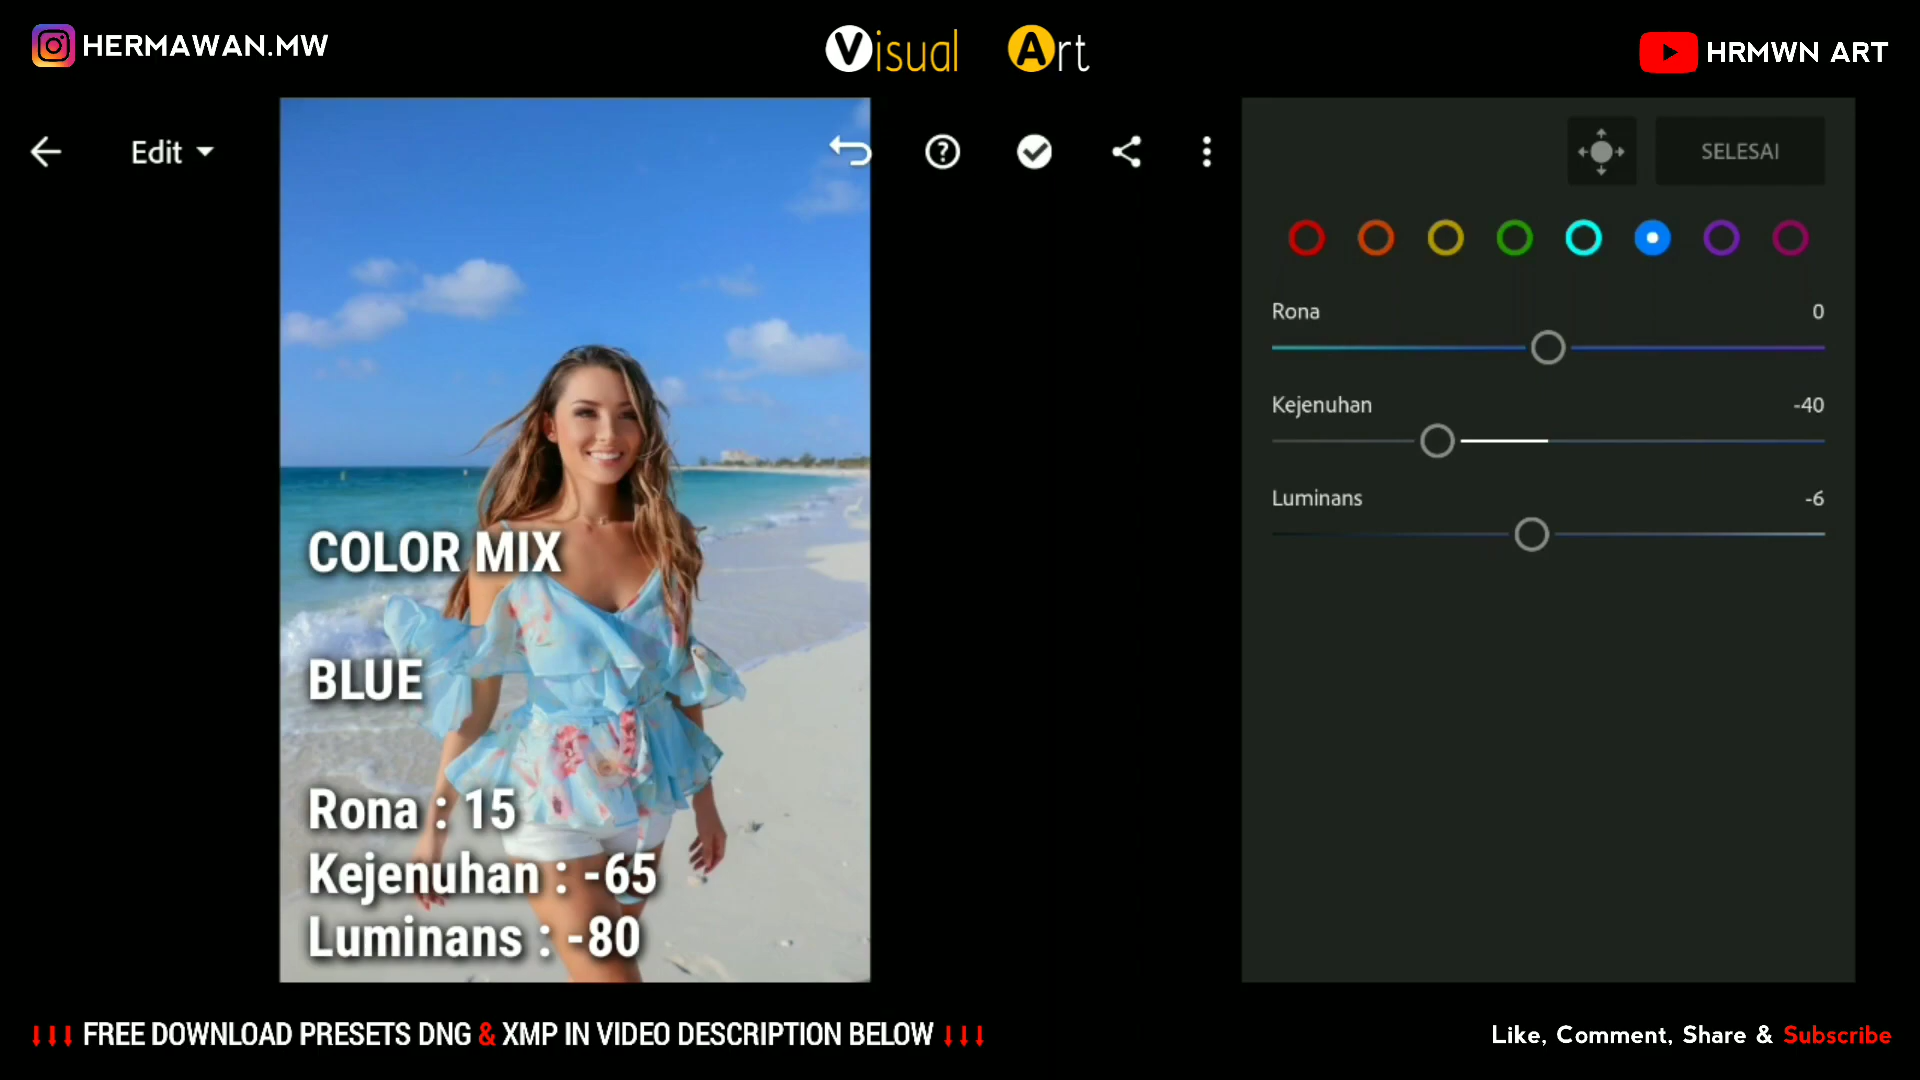 HERMAWAN.MW
Visual Art
HRMWN ART
Edit
SELESAI
Rona 0
Kejenuhan -40
Luminans -6
COLOR MIX
BLUE
Rona : 15
Kejenuhan : -65
Luminans : -80
↓↓↓ FREE DOWNLOAD PRESETS DNG & XMP IN VIDEO DESCRIPTION BELOW ↓↓↓
Like, Comment, Share & Subscribe